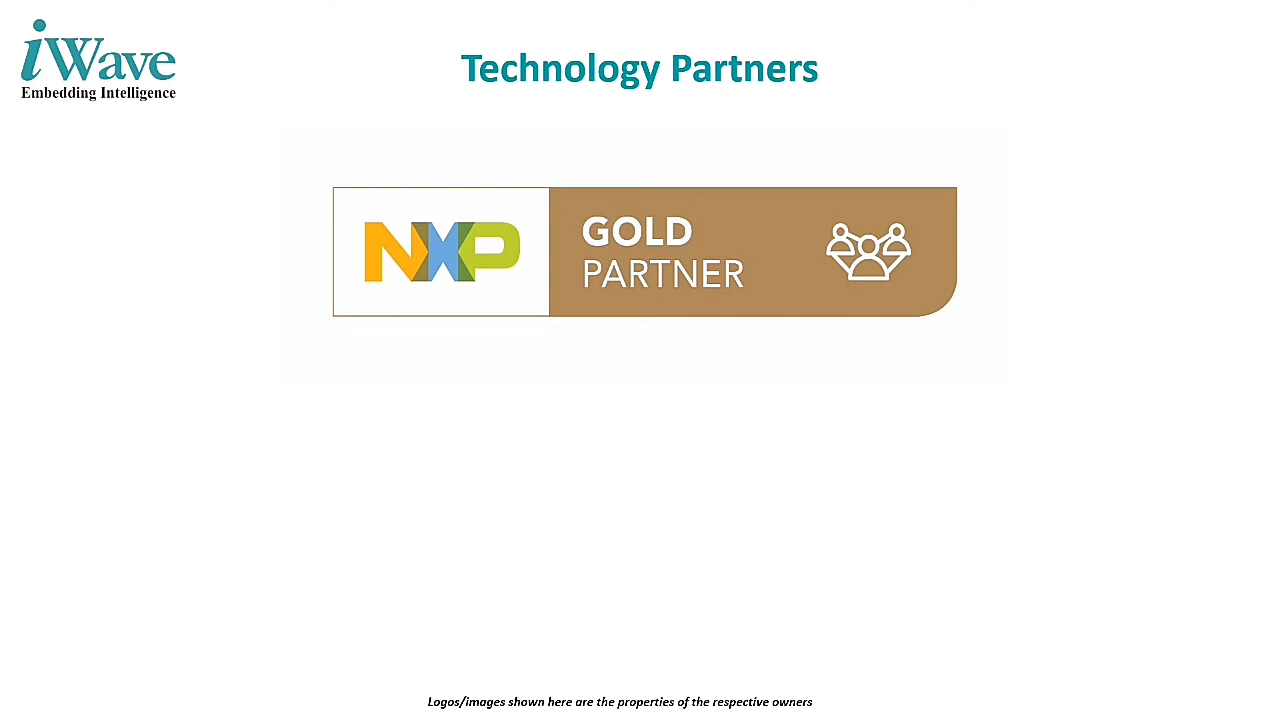 iWave
Embedding Intelligence
Technology Partners
NXP
GOLD
PARTNER
Logos/images shown here are the properties of the respective owners